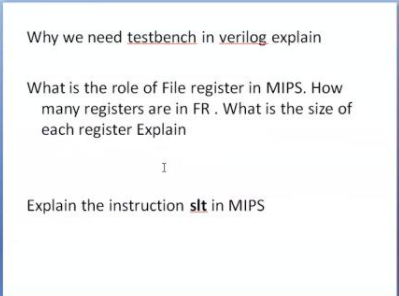 Why we need testbench in verilog explain
What is the role of File register in MIPS. How
many registers are in FR . What is the size of
each register Explain
Explain the instruction slt in MIPS